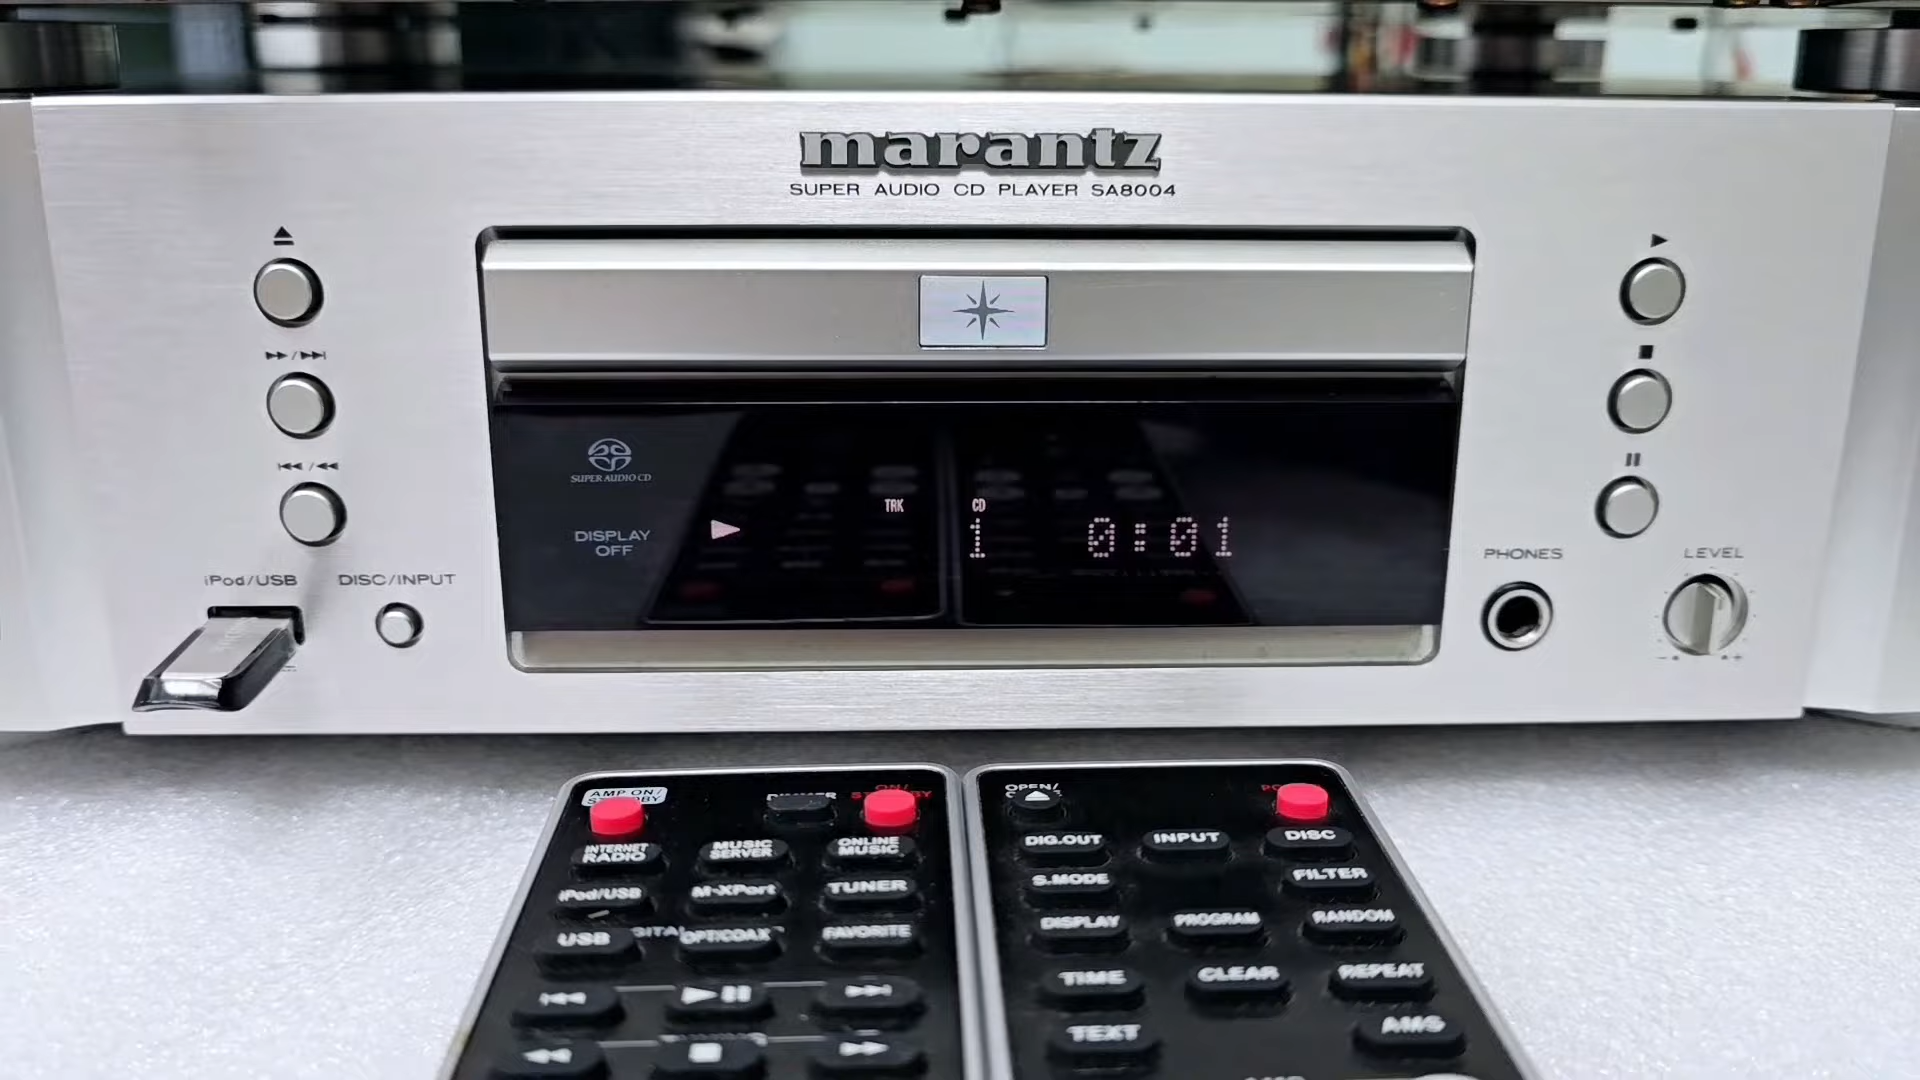 marantz
SUPER AUDIO CD PLAYER SA8004
iPod/USB
DISC/INPUT
SUPER AUDIO CD
DISPLAY
OFF
TRK
CD
1 0:01
PHONES
LEVEL
AMP ON/
DIMMER
ON/
INTERNET
RADIO
MUSIC
SERVER
ONLINE
MUSIC
iPod/USB
M-XPort
TUNER
USB
OPT/COAX
FAVORITE
OPEN/
DIG.OUT
INPUT
DISC
S.MODE
FILTER
DISPLAY
PROGRAM
RANDOM
TIME
CLEAR
REPEAT
TEXT
AMS